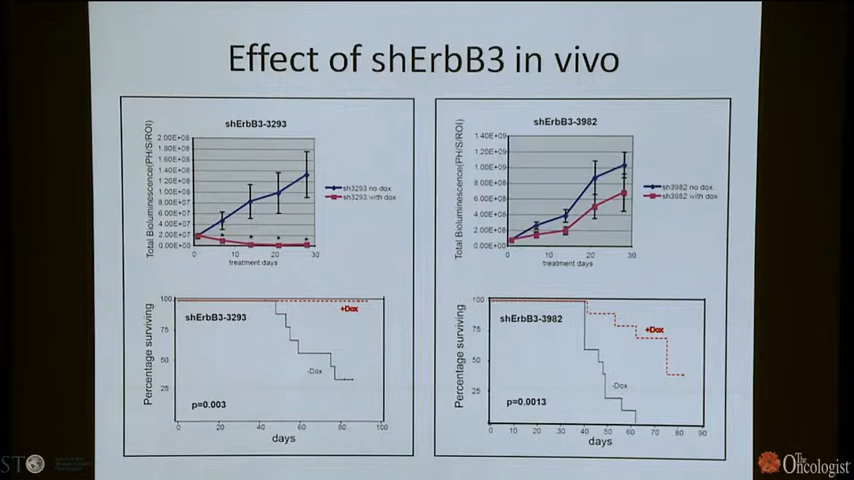 Effect of shErbB3 in vivo
shErbB3-3293
Total Bioluminescence(PH/S/ROI)
2.00E+08
1.80E+08
1.60E+08
1.40E+08
1.20E+08
1.00E+08
8.00E+07
6.00E+07
4.00E+07
2.00E+07
0.00E+00
0 10 20 30
treatment days
sh3293 no dox
sh3293 with dox
shErbB3-3982
Total Bioluminescence(PH/S/ROI)
1.40E+09
1.20E+09
1.00E+09
8.00E+08
6.00E+08
4.00E+08
2.00E+08
0.00E+00
0 10 20 30
treatment days
sh3982 no dox
sh3982 with dox
Percentage surviving
100
75
50
25
shErbB3-3293
+Dox
-Dox
p=0.003
0 20 40 60 80 100
days
Percentage surviving
100
75
50
25
shErbB3-3982
+Dox
-Dox
p=0.0013
0 10 20 30 40 50 60 70 80 90
days
STO
The
Oncologist